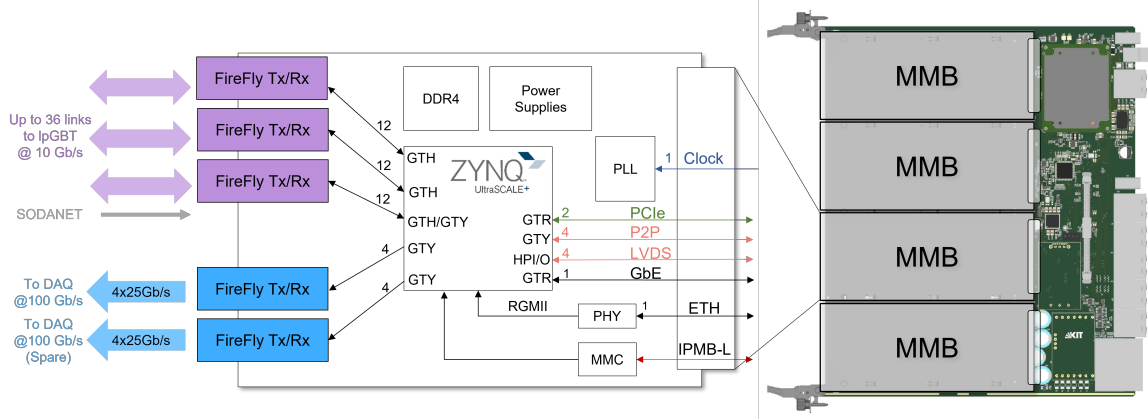 FireFly Tx/Rx
FireFly Tx/Rx
FireFly Tx/Rx
Up to 36 links
to lpGBT
@ 10 Gb/s
SODANET
FireFly Tx/Rx
FireFly Tx/Rx
To DAQ
@100 Gb/s
4x25Gb/s
To DAQ
@100 Gb/s
(Spare)
4x25Gb/s
12
12
12
4
4
DDR4
Power
Supplies
PLL
1 Clock
ZYNQ
UltraSCALE+
GTH
GTH
GTH/GTY
GTY
GTY
GTR 2 PCIe
GTY 4 P2P
HPI/O 4 LVDS
GTR 1 GbE
RGMII
PHY 1 ETH
MMC IPMB-L
MMB
MMB
MMB
MMB
KIT